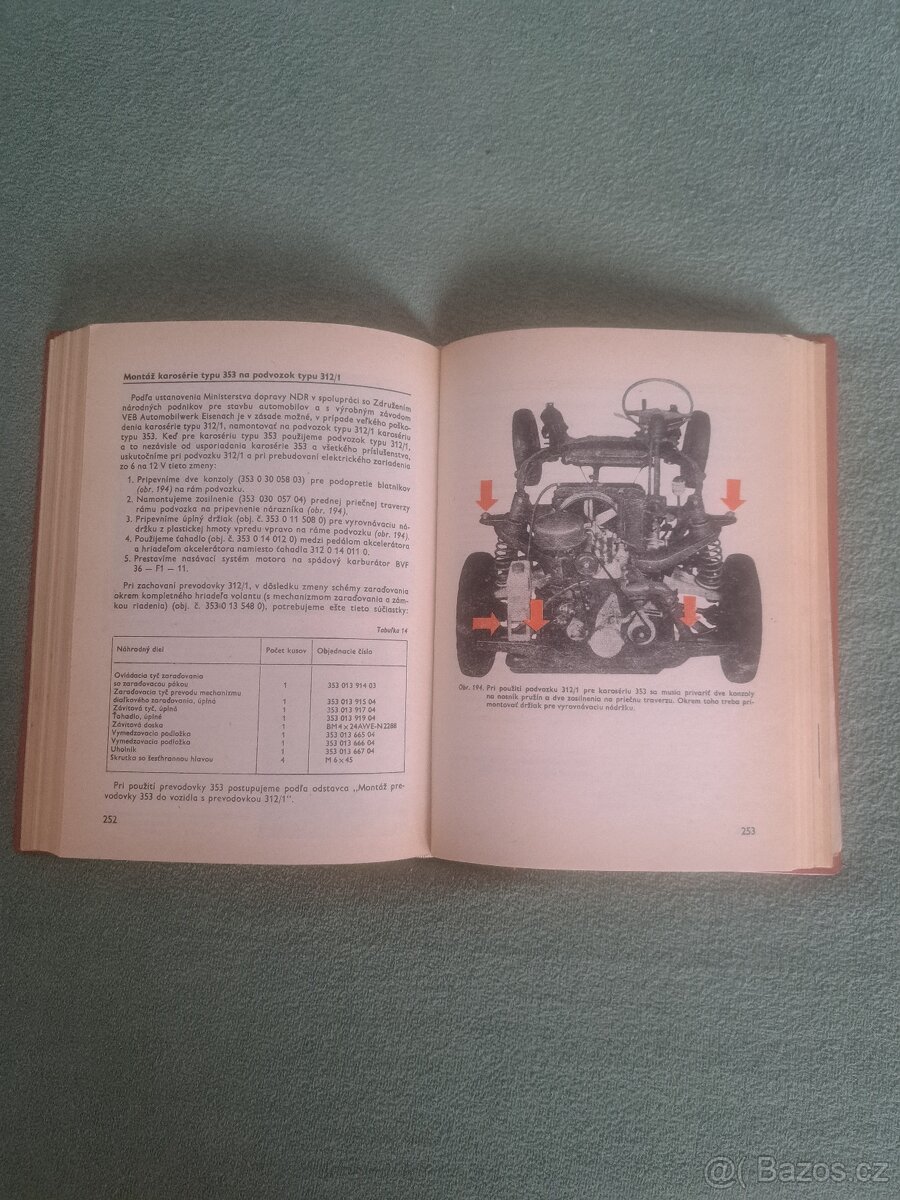 Montáž karosérie typu 353 na podvozok typu 312/1
Podľa ustanovenia Ministerstva dopravy NDR v spolupráci so Združením
národných podnikov pre stavbu automobilov a s výrobným závodom
VEB Automobilwerk Eisenach je v zásade možné, v prípade veľkého poško-
denia karosérie typu 312/1, namontovať na podvozok typu 312/1 karosériu
typu 353. Keď pre karosériu typu 353 použijeme podvozok typu 312/1,
a to nezávisle od usporiadania karosérie 353 a všetkého príslušenstva,
uskutočníme pri podvozku 312/1 a pri prebudovaní elektrického zariadenia
zo 6 na 12 V tieto zmeny:
1. Pripevníme dve konzoly (353 0 30 058 03) pre podopretie blatníkov
(obr. 194) na rám podvozku.
2. Namontujeme zosilnenie (353 030 057 04) prednej priečnej traverzy
rámu podvozka na pripevnenie nárazníka (obr. 194).
3. Pripevníme úplný držiak (obj. č. 353 0 11 508 0) pre vyrovnávaciu ná-
držku z plastickej hmoty vpredu vpravo na ráme podvozku (obr. 194).
4. Použijeme ťahadlo (obj. č. 353 0 14 012 0) medzi pedálom akcelerátora
a hriadeľom akcelerátora namiesto ťahadla 312 0 14 011 0.
5. Prestavíme nasávací systém motora na spádový karburátor BVF
36 — F1 — 11.
Pri zachovaní prevodovky 312/1, v dôsledku zmeny schémy zaraďovania
okrem kompletného hriadeľa volantu (s mechanizmom zaraďovania a zám-
kou riadenia) (obj. č. 353 0 13 548 0), potrebujeme ešte tieto súčiastky:
Tabuľka 14
Náhradný diel Počet kusov Objednacie číslo
Ovládacia tyč zaraďovania
so zaraďovacou pákou 1 353 013 914 03
Zaraďovacia tyč prevodu mechanizmu
diaľkového zaraďovania, úplná 1 353 013 915 04
Závitová tyč, úplná 1 353 013 917 04
Ťahadlo, úplné 1 353 013 919 04
Závitová doska 1 BM 4 x 24AWE-N 2288
Vymedzovacia podložka 1 353 013 665 04
Vymedzovacia podložka 1 353 013 666 04
Uholník 1 353 013 667 04
Skrutka so šesťhrannou hlavou 4 M 6 x 45
Pri použití prevodovky 353 postupujeme podľa odstavca „Montáž pre-
vodovky 353 do vozidla s prevodovkou 312/1".
252
Obr. 194. Pri použití podvozku 312/1 pre karosériu 353 sa musia privariť dve konzoly
na nosník pružín a dve zosilnenia na priečnu traverzu. Okrem toho treba pri-
montovať držiak pre vyrovnávaciu nádržku.
253
@( Bazos.cz